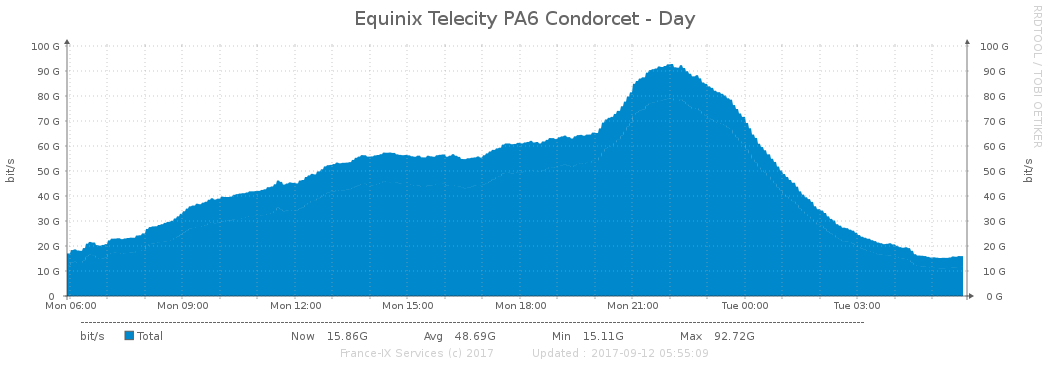 Equinix Telecity PA6 Condorcet - Day
RRDTOOL / TOBI OETIKER
bit/s
100 G 100 G
90 G 90 G
80 G 80 G
70 G 70 G
60 G 60 G
50 G 50 G
40 G 40 G
30 G 30 G
20 G 20 G
10 G 10 G
0 0 G
bit/s
Mon 06:00 Mon 09:00 Mon 12:00 Mon 15:00 Mon 18:00 Mon 21:00 Tue 00:00 Tue 03:00
bit/s Total Now 15.86G Avg 48.69G Min 15.11G Max 92.72G
France-IX Services (c) 2017 Updated : 2017-09-12 05:55:09